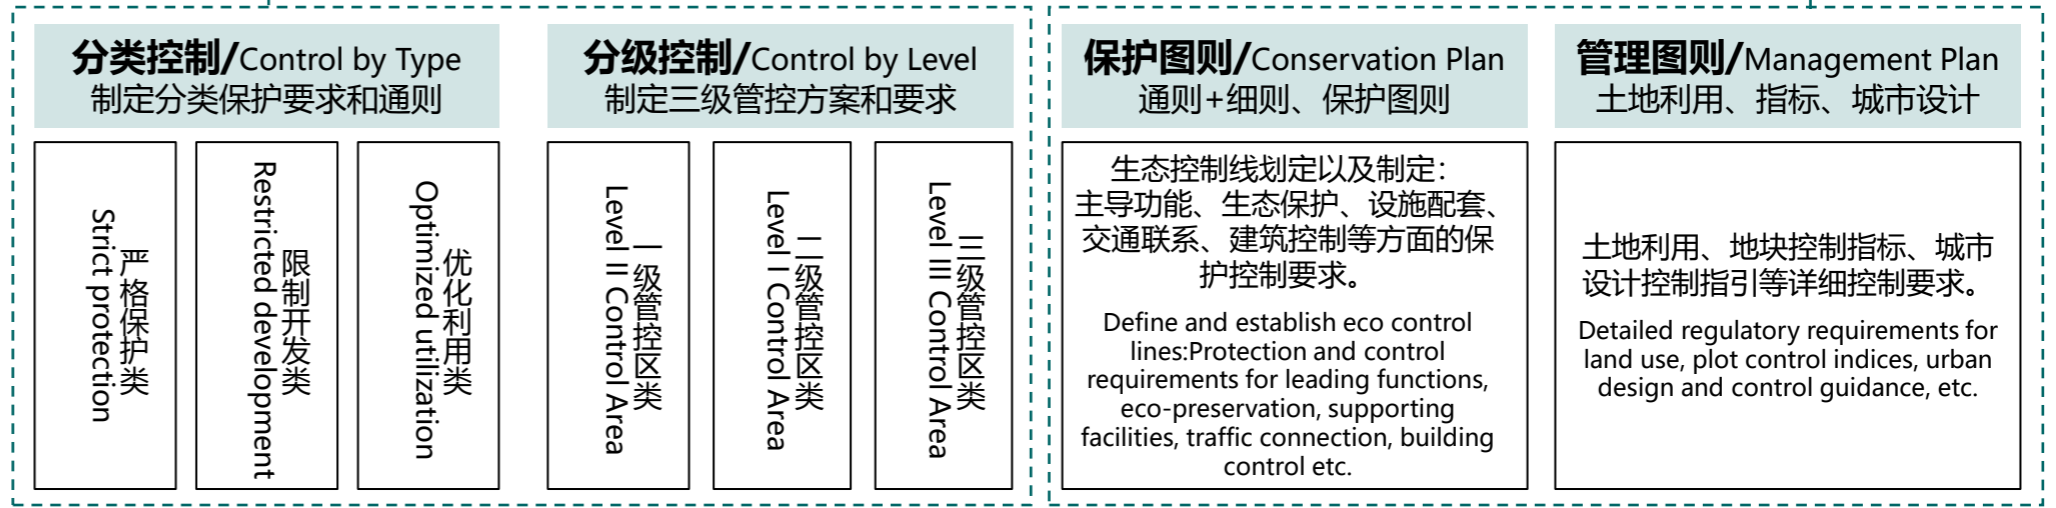 分类控制/Control by Type
制定分类保护要求和通则
严格保护类
Strict protection
限制开发类
Restricted development
优化利用类
Optimized utilization
分级控制/Control by Level
制定三级管控方案和要求
一级管控区类
Level II Control Area
二级管控区类
Level I Control Area
三级管控区类
Level III Control Area
保护图则/Conservation Plan
通则+细则、保护图则
生态控制线划定以及制定：
主导功能、生态保护、设施配套、
交通联系、建筑控制等方面的保
护控制要求。
Define and establish eco control
lines:Protection and control
requirements for leading functions,
eco-preservation, supporting
facilities, traffic connection, building
control etc.
管理图则/Management Plan
土地利用、指标、城市设计
土地利用、地块控制指标、城市
设计控制指引等详细控制要求。
Detailed regulatory requirements for
land use, plot control indices, urban
design and control guidance, etc.